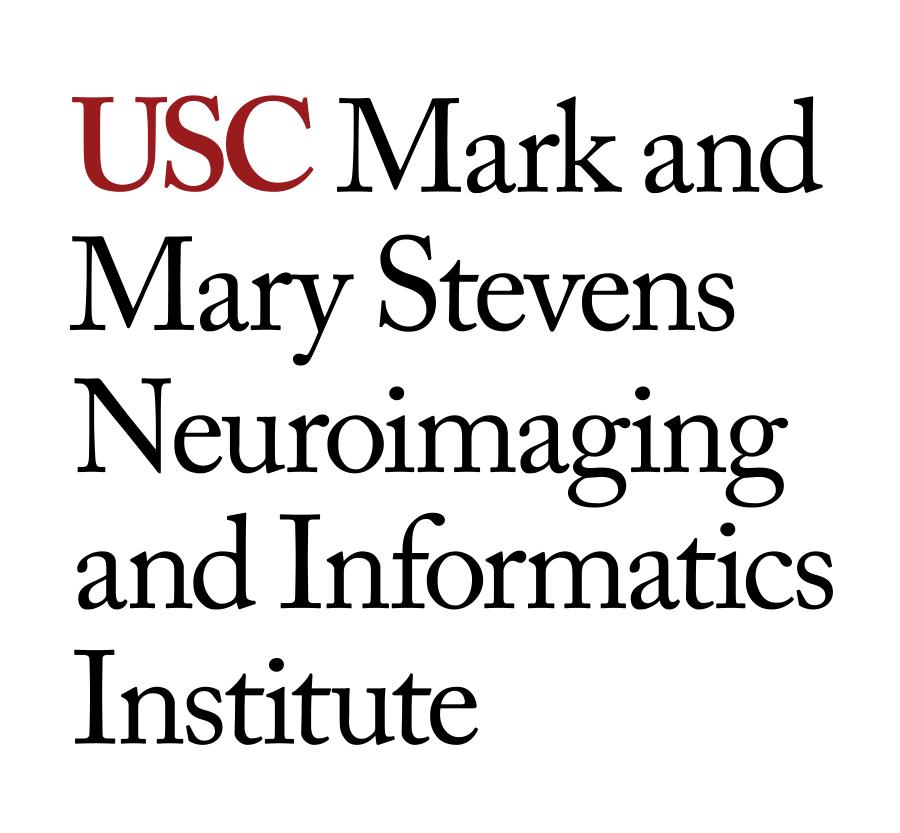 USC Mark and
Mary Stevens
Neuroimaging
and Informatics
Institute